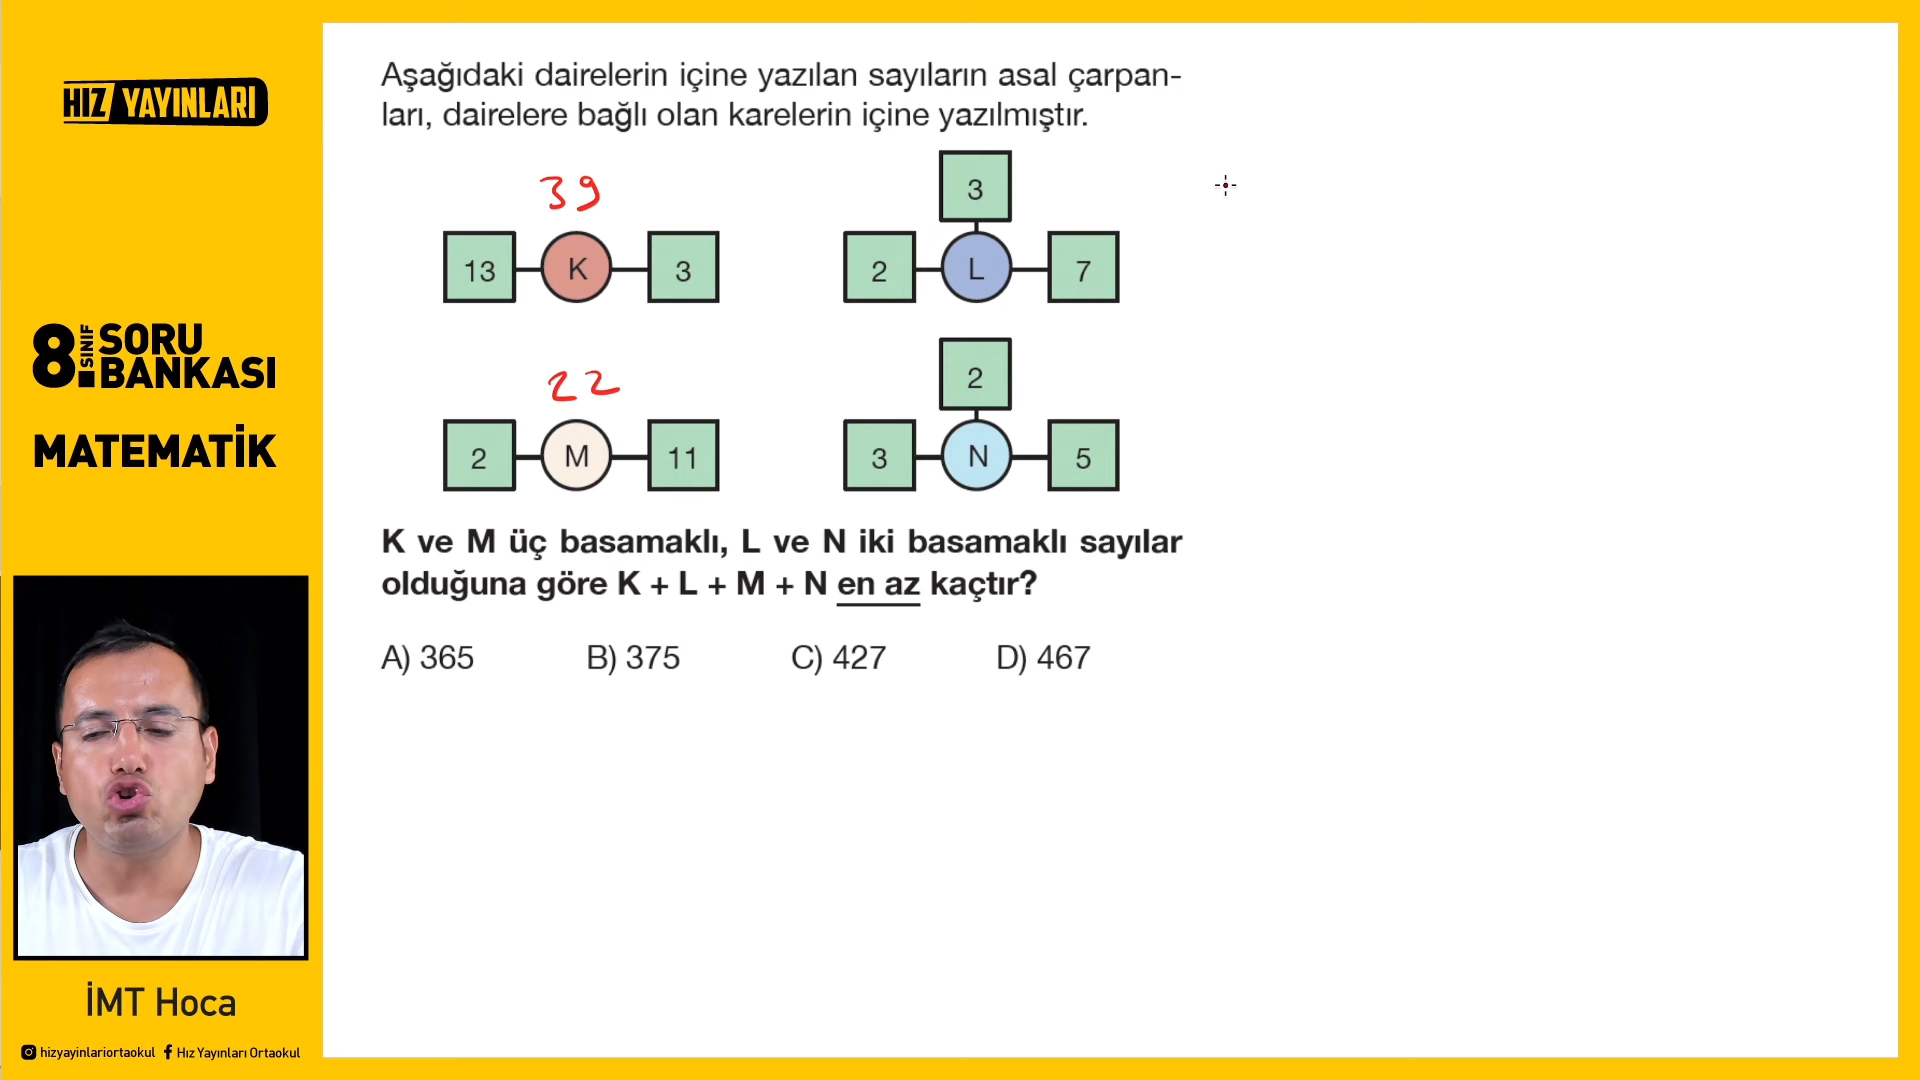 HIZ YAYINLARI
8. SINIF SORU BANKASI
MATEMATİK
İMT Hoca
hizyayinlariortaokul Hız Yayınları Ortaokul
Aşağıdaki dairelerin içine yazılan sayıların asal çarpan-
ları, dairelere bağlı olan karelerin içine yazılmıştır.
39
13 K 3
3
2 L 7
22
2 M 11
2
3 N 5
K ve M üç basamaklı, L ve N iki basamaklı sayılar
olduğuna göre K + L + M + N en az kaçtır?
A) 365 B) 375 C) 427 D) 467